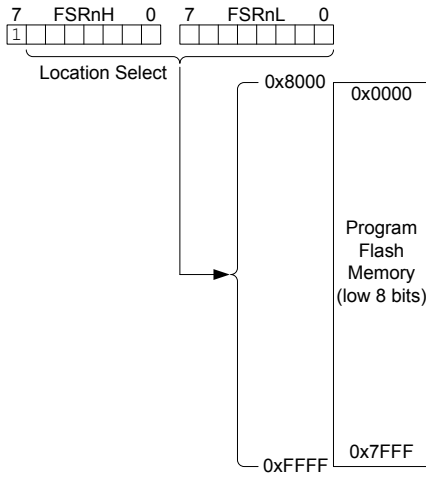 7 FSRnH 0 7 FSRnL 0
1
Location Select
0x8000
0x0000
Program
Flash
Memory
(low 8 bits)
0x7FFF
0xFFFF